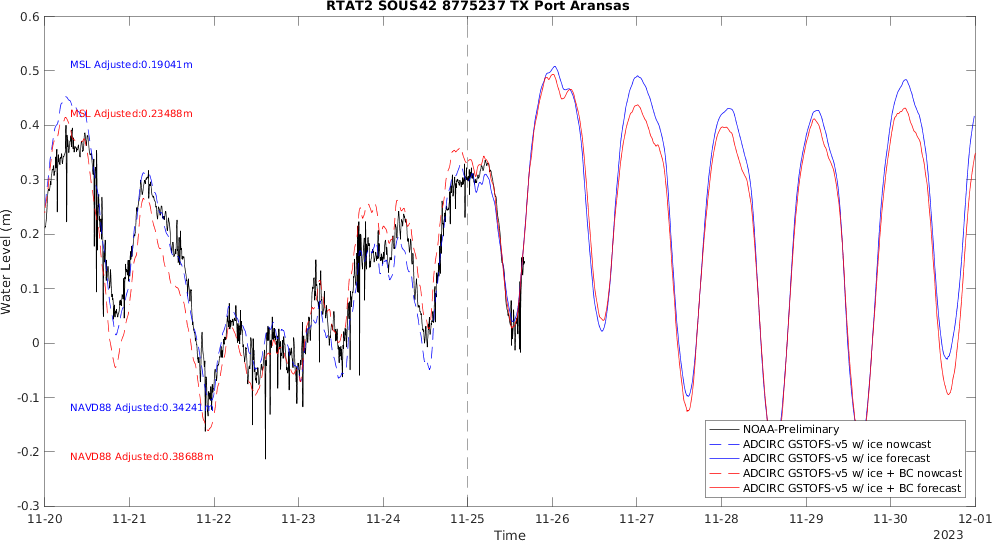 RTAT2 SOUS42 8775237 TX Port Aransas
Water Level (m)
0.6
0.5
0.4
0.3
0.2
0.1
0
-0.1
-0.2
-0.3
MSL Adjusted:0.19041m
MSL Adjusted:0.23488m
NAVD88 Adjusted:0.34241m
NAVD88 Adjusted:0.38688m
NOAA-Preliminary
ADCIRC GSTOFS-v5 w/ ice nowcast
ADCIRC GSTOFS-v5 w/ ice forecast
ADCIRC GSTOFS-v5 w/ ice + BC nowcast
ADCIRC GSTOFS-v5 w/ ice + BC forecast
11-20 11-21 11-22 11-23 11-24 11-25 11-26 11-27 11-28 11-29 11-30 12-01
Time
2023